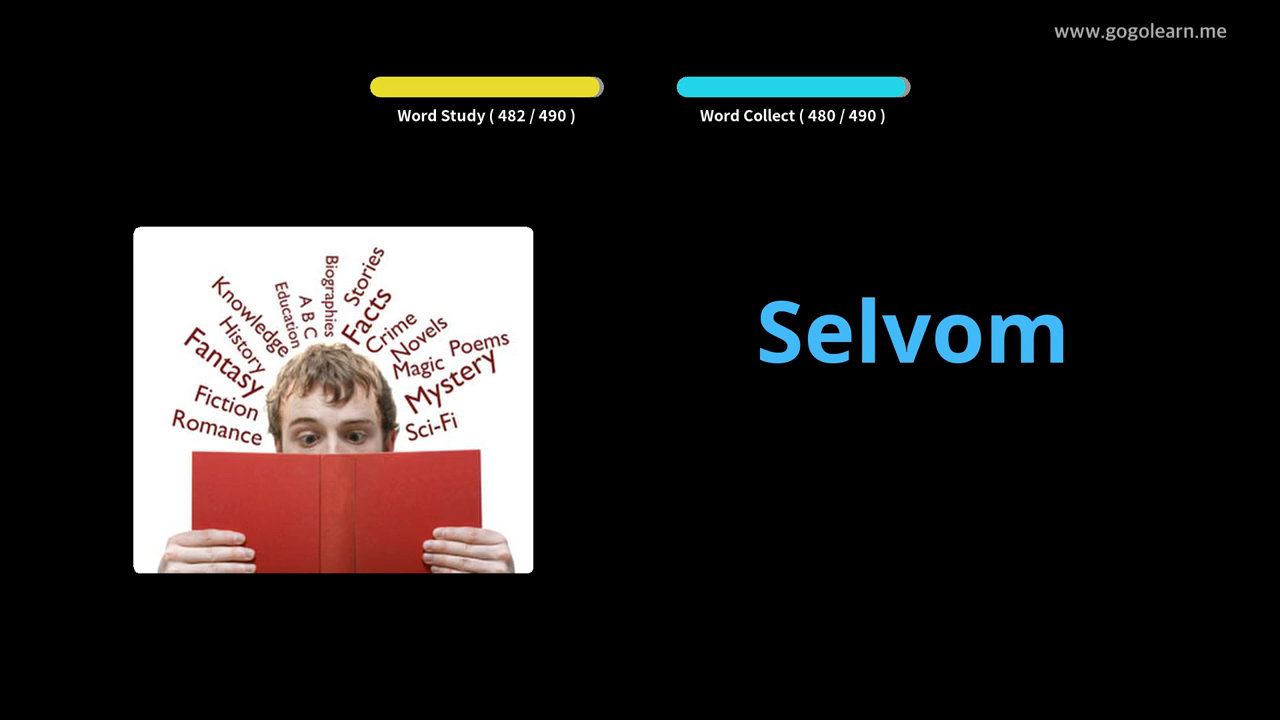 www.gogolearn.me
Word Study ( 482 / 490 )
Word Collect ( 480 / 490 )
Selvom
Biographies
Stories
Education
A B C
Facts
Knowledge
Crime
History
Novels
Fantasy
Magic
Poems
Mystery
Fiction
Romance
Sci-Fi